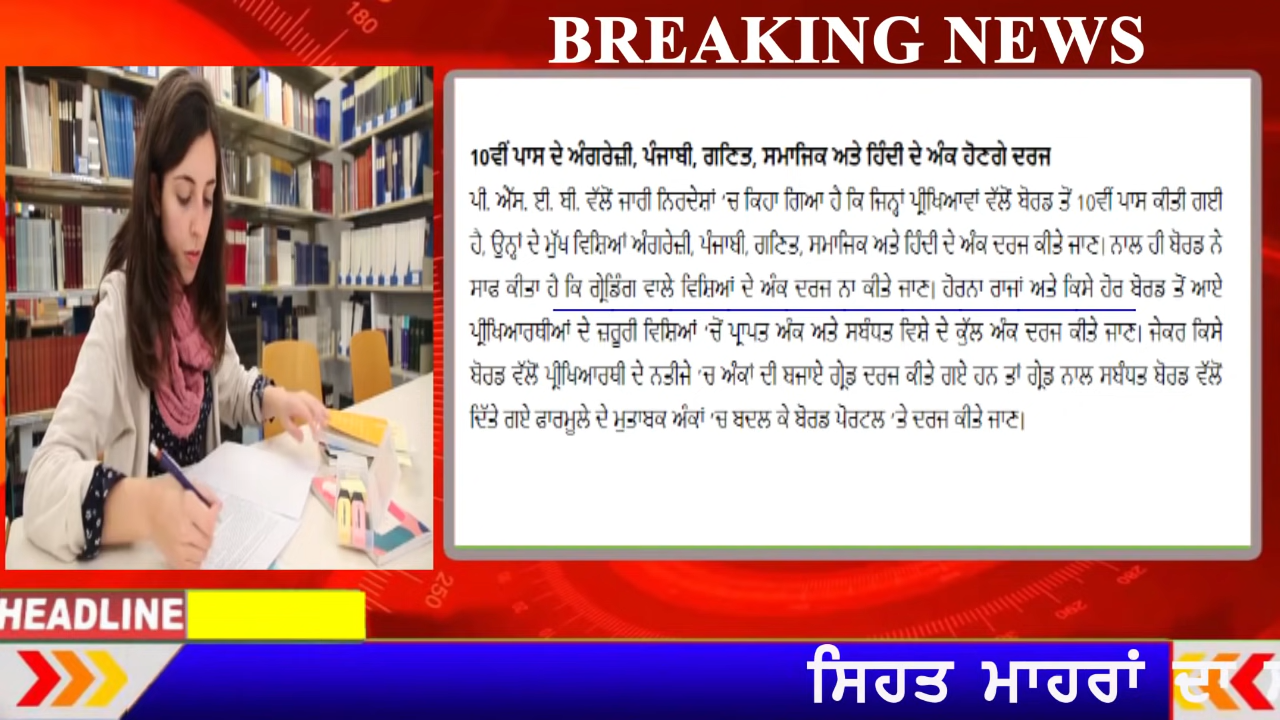 BREAKING NEWS
10ਵੀਂ ਪਾਸ ਦੇ ਅੰਗਰੇਜ਼ੀ, ਪੰਜਾਬੀ, ਗਣਿਤ, ਸਮਾਜਿਕ ਅਤੇ ਹਿੰਦੀ ਦੇ ਅੰਕ ਹੋਣਗੇ ਦਰਜ
ਪੀ. ਐੱਸ. ਈ. ਬੀ. ਵੱਲੋਂ ਜਾਰੀ ਨਿਰਦੇਸ਼ਾਂ ’ਚ ਕਿਹਾ ਗਿਆ ਹੈ ਕਿ ਜਿਨ੍ਹਾਂ ਪ੍ਰੀਖਿਆਵਾਂ ਵੱਲੋਂ ਬੋਰਡ ਤੋਂ 10ਵੀਂ ਪਾਸ ਕੀਤੀ ਗਈ
ਹੈ, ਉਨ੍ਹਾਂ ਦੇ ਮੁੱਖ ਵਿਸ਼ਿਆਂ ਅੰਗਰੇਜ਼ੀ, ਪੰਜਾਬੀ, ਗਣਿਤ, ਸਮਾਜਿਕ ਅਤੇ ਹਿੰਦੀ ਦੇ ਅੰਕ ਦਰਜ ਕੀਤੇ ਜਾਣ। ਨਾਲ ਹੀ ਬੋਰਡ ਨੇ
ਸਾਫ ਕੀਤਾ ਹੈ ਕਿ ਗ੍ਰੇਡਿੰਗ ਵਾਲੇ ਵਿਸ਼ਿਆਂ ਦੇ ਅੰਕ ਦਰਜ ਨਾ ਕੀਤੇ ਜਾਣ। ਹੋਰਨਾ ਰਾਜਾਂ ਅਤੇ ਕਿਸੇ ਹੋਰ ਬੋਰਡ ਤੋਂ ਆਏ
ਪ੍ਰੀਖਿਆਰਥੀਆਂ ਦੇ ਜ਼ਰੂਰੀ ਵਿਸ਼ਿਆਂ ’ਚੋਂ ਪ੍ਰਾਪਤ ਅੰਕ ਅਤੇ ਸਬੰਧਤ ਵਿਸ਼ੇ ਦੇ ਕੁੱਲ ਅੰਕ ਦਰਜ ਕੀਤੇ ਜਾਣ। ਜੇਕਰ ਕਿਸੇ
ਬੋਰਡ ਵੱਲੋਂ ਪ੍ਰੀਖਿਆਰਥੀ ਦੇ ਨਤੀਜੇ ’ਚ ਅੰਕਾਂ ਦੀ ਬਜਾਏ ਗ੍ਰੇਡ ਦਰਜ ਕੀਤੇ ਗਏ ਹਨ ਤਾਂ ਗ੍ਰੇਡ ਨਾਲ ਸਬੰਧਤ ਬੋਰਡ ਵੱਲੋਂ
ਦਿੱਤੇ ਗਏ ਫਾਰਮੂਲੇ ਦੇ ਮੁਤਾਬਕ ਅੰਕਾਂ ’ਚ ਬਦਲ ਕੇ ਬੋਰਡ ਪੋਰਟਲ ’ਤੇ ਦਰਜ ਕੀਤੇ ਜਾਣ।
HEADLINE
ਸਿਹਤ ਮਾਹਰਾਂ ਦਾ